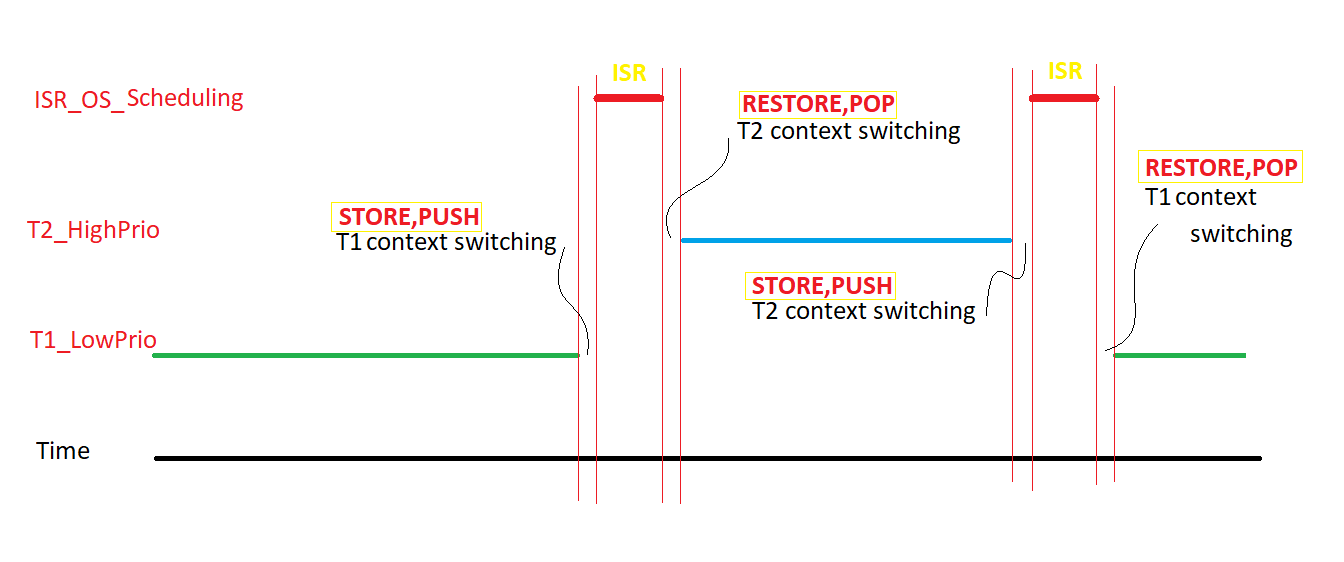 ISR
ISR
ISR_OS_Scheduling
RESTORE,POP
T2 context switching
RESTORE,POP
T1 context
switching
STORE,PUSH
T1 context switching
T2_HighPrio
STORE,PUSH
T2 context switching
T1_LowPrio
Time